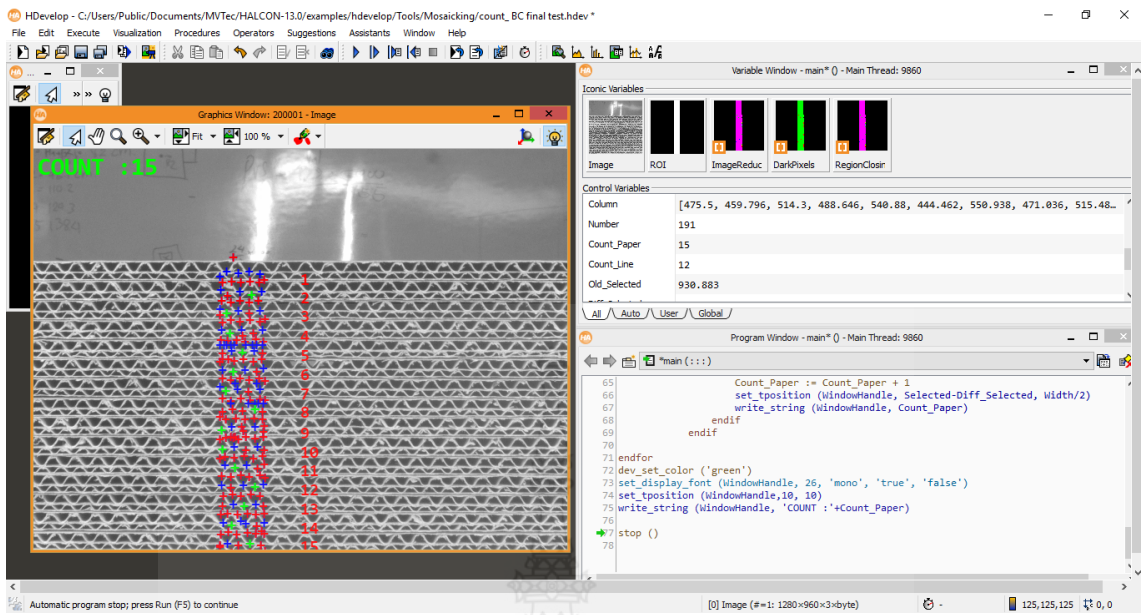 HDevelop - C:/Users/Public/Documents/MVTec/HALCON-13.0/examples/hdevelop/Tools/Mosaicking/count_ BC final test.hdev *
File Edit Execute Visualization Procedures Operators Suggestions Assistants Window Help
Graphics Window: 200001 - Image
Fit 100 %
COUNT :15
1
2
3
4
5
6
7
8
9
10
11
12
13
14
15
Variable Window - main* () - Main Thread: 9860
Iconic Variables
Image ROI ImageReduc DarkPixels RegionClosin
Control Variables
Column [475.5, 459.796, 514.3, 488.646, 540.88, 444.462, 550.938, 471.036, 515.48...
Number 191
Count_Paper 15
Count_Line 12
Old_Selected 930.883
All Auto User Global
Program Window - main* () - Main Thread: 9860
*main ( : : : )
65 Count_Paper := Count_Paper + 1
66 set_tposition (WindowHandle, Selected-Diff_Selected, Width/2)
67 write_string (WindowHandle, Count_Paper)
68 endif
69 endif
70
71 endfor
72 dev_set_color ('green')
73 set_display_font (WindowHandle, 26, 'mono', 'true', 'false')
74 set_tposition (WindowHandle,10, 10)
75 write_string (WindowHandle, 'COUNT :'+Count_Paper)
76
77 stop ()
78
Automatic program stop; press Run (F5) to continue
[0] Image (#=1: 1280×960×3×byte) - 125,125,125 0, 0